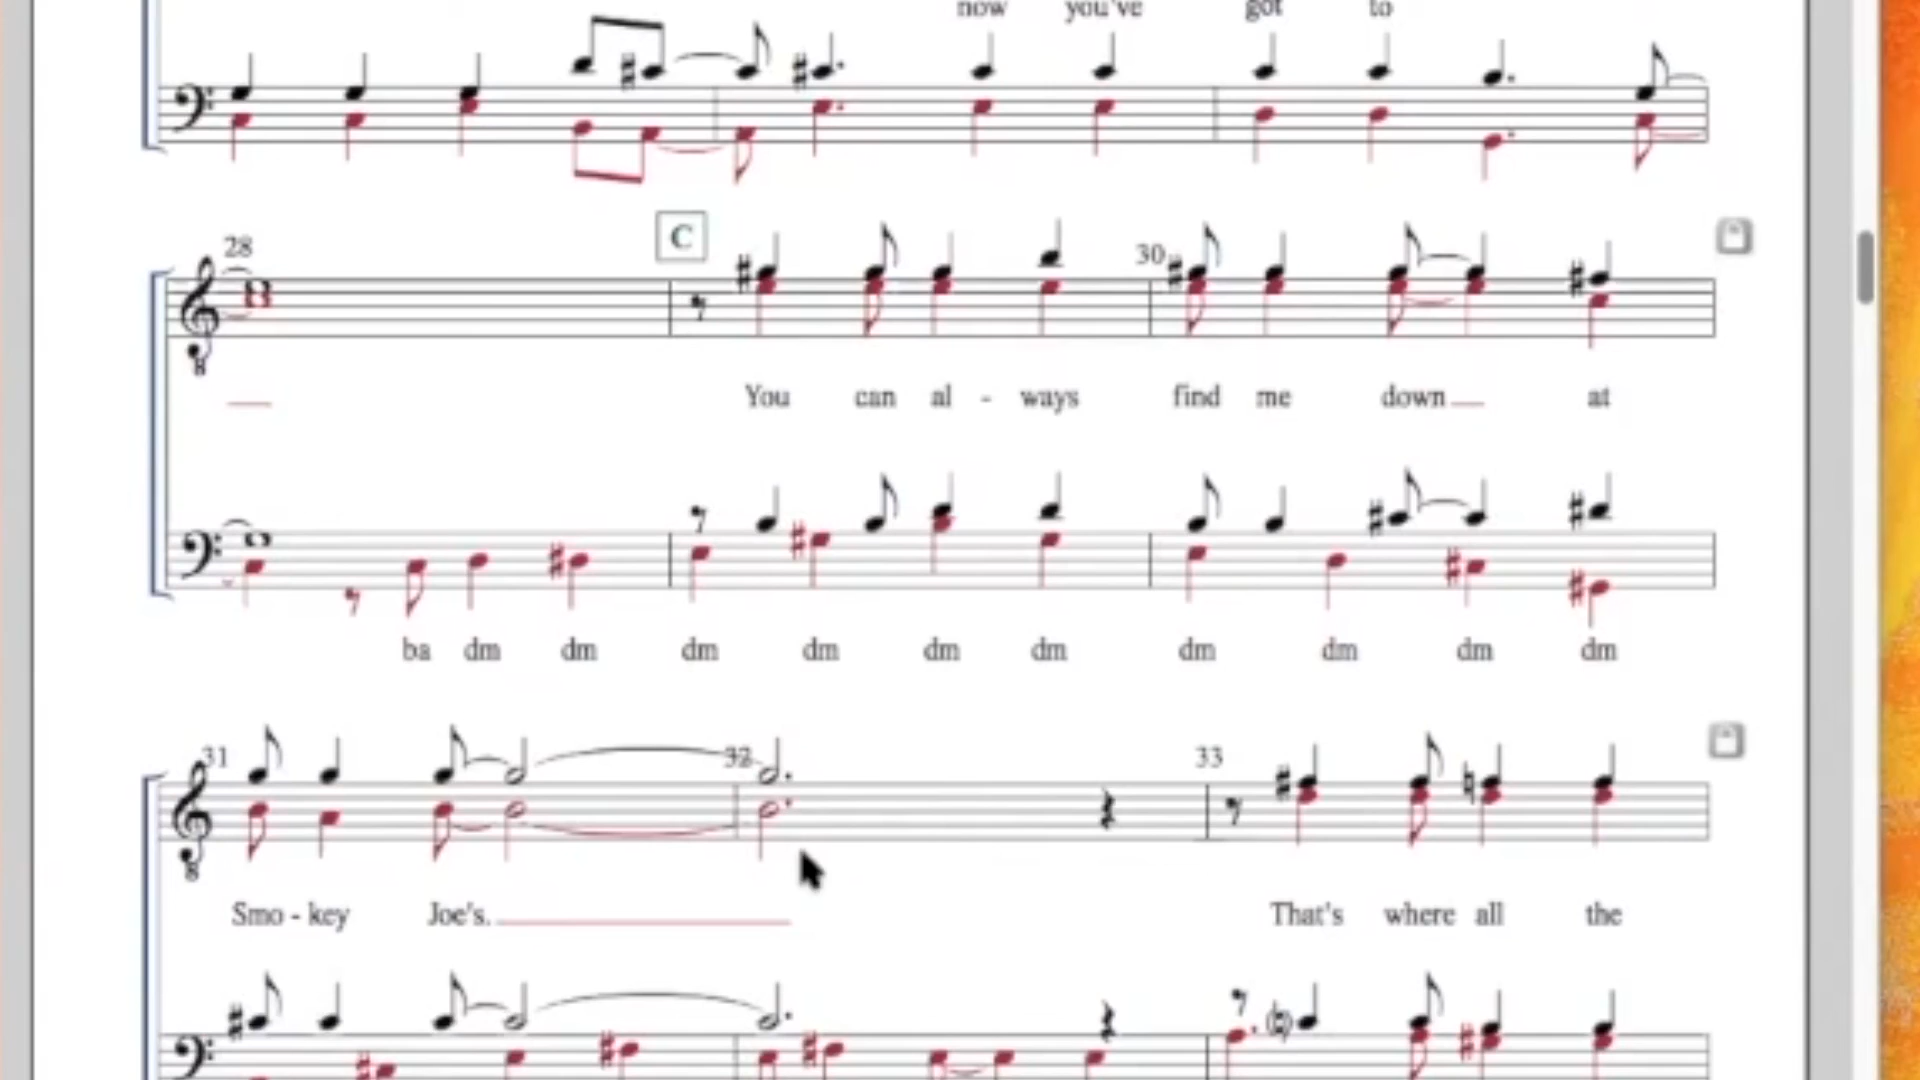 now you've got to
28
C
30
You can al - ways find me down at
ba dm dm dm dm dm dm dm dm dm dm
31
32
33
Smo - key Joe's. That's where all the